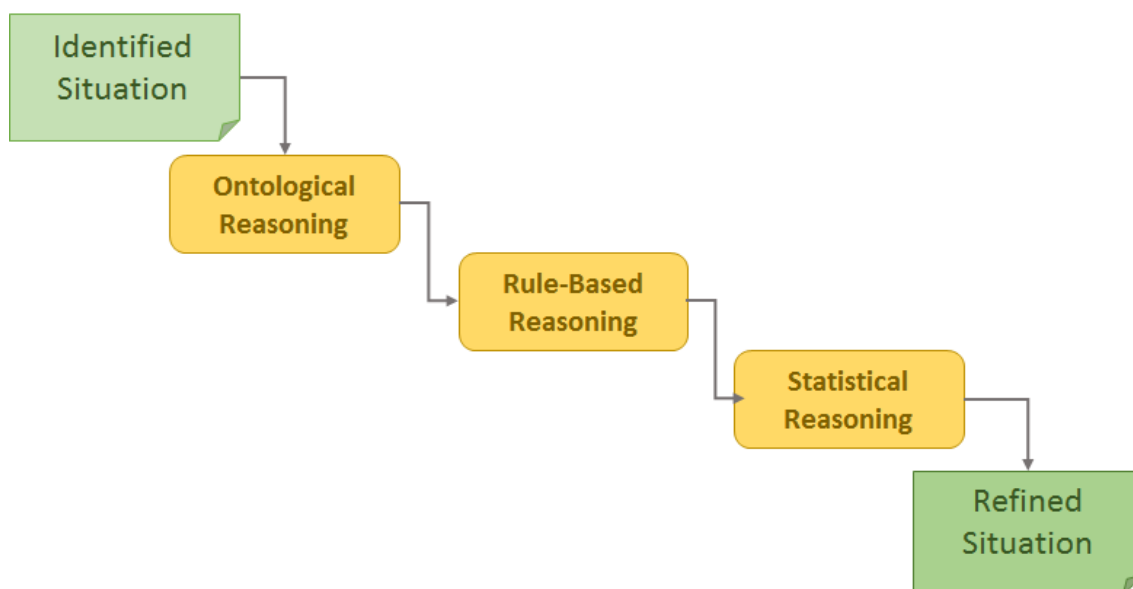 Identified
Situation
Ontological
Reasoning
Rule-Based
Reasoning
Statistical
Reasoning
Refined
Situation